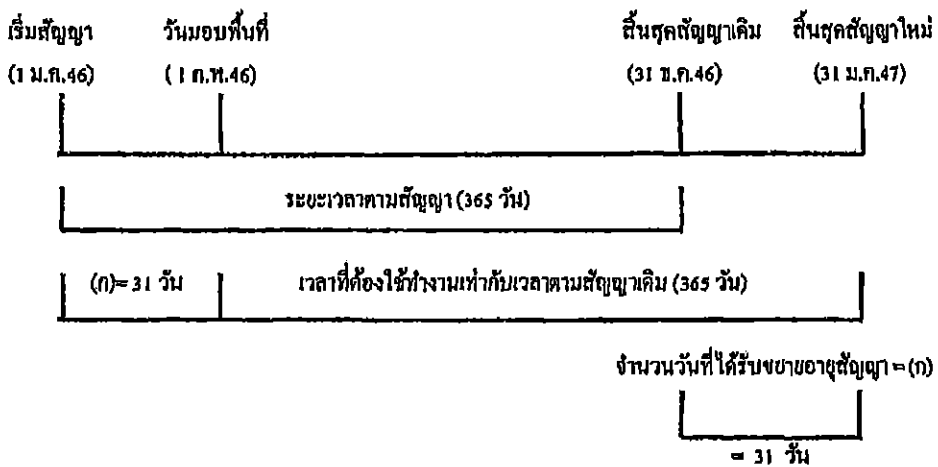 เริ่มสัญญา วันมอบพื้นที่ สิ้นสุดสัญญาเดิม สิ้นสุดสัญญาใหม่
(1 ม.ค.46) (1 ก.พ.46) (31 ธ.ค.46) (31 ม.ค.47)
ระยะเวลาตามสัญญา (365 วัน)
(ก)= 31 วัน เวลาที่ต้องใช้ทำงานเท่ากับเวลาตามสัญญาเดิม (365 วัน)
จำนวนวันที่ได้รับขยายอายุสัญญา = (ก)
= 31 วัน